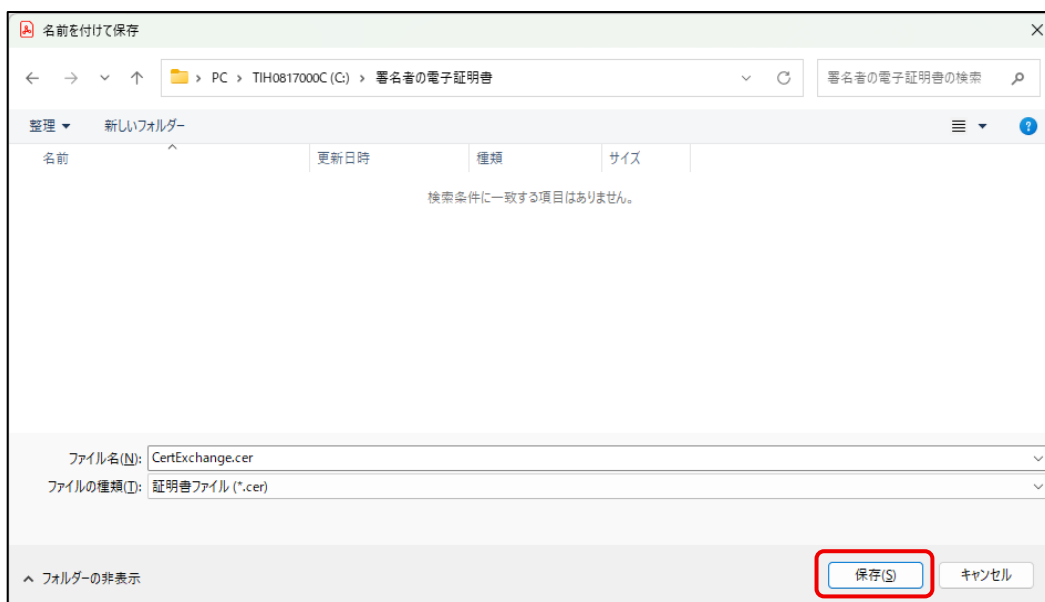 名前を付けて保存
PC › TIH0817000C (C:) › 署名者の電子証明書
署名者の電子証明書の検索
整理 新しいフォルダー
名前 更新日時 種類 サイズ
検索条件に一致する項目はありません。
ファイル名(N): CertExchange.cer
ファイルの種類(T): 証明書ファイル (*.cer)
フォルダーの非表示 保存(S) キャンセル